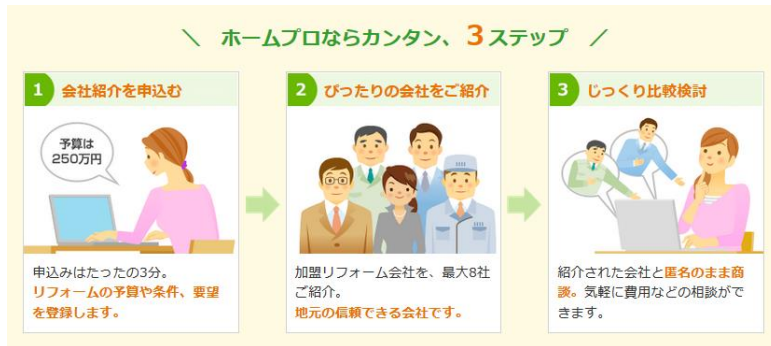 ＼ ホームプロならカンタン、3ステップ ／
1 会社紹介を申込む
予算は
250万円
申込みはたったの3分。
リフォームの予算や条件、要望
を登録します。
2 ぴったりの会社をご紹介
加盟リフォーム会社を、最大8社
ご紹介。
地元の信頼できる会社です。
3 じっくり比較検討
紹介された会社と匿名のまま商
談。気軽に費用などの相談がで
きます。